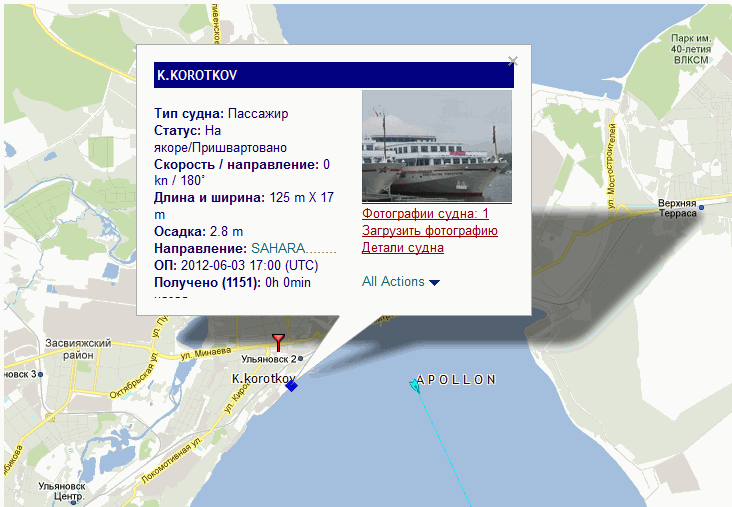 ливенское
Парк им.
40-летия
ВЛКСМ
×
K.KOROTKOV
Тип судна: Пассажир
Статус: На
якоре/Пришвартовано
Скорость / направление: 0
kn / 180˚
Длина и ширина: 125 m X 17
m
Осадка: 2.8 m
Направление: SAHARA........
ОП: 2012-06-03 17:00 (UTC)
Получено (1151): 0h 0min
Фотографии судна: 1
Загрузить фотографию
Детали судна
All Actions
ул. Мостостроителей
Верхняя
Терраса
Засвияжский
район
ул. Минаева
Ульяновск 2
новск 3
Октябрьская ул.
K.korotkov
APOLLON
ул. Киро
Локомотивная ул.
Ульяновск
Центр.